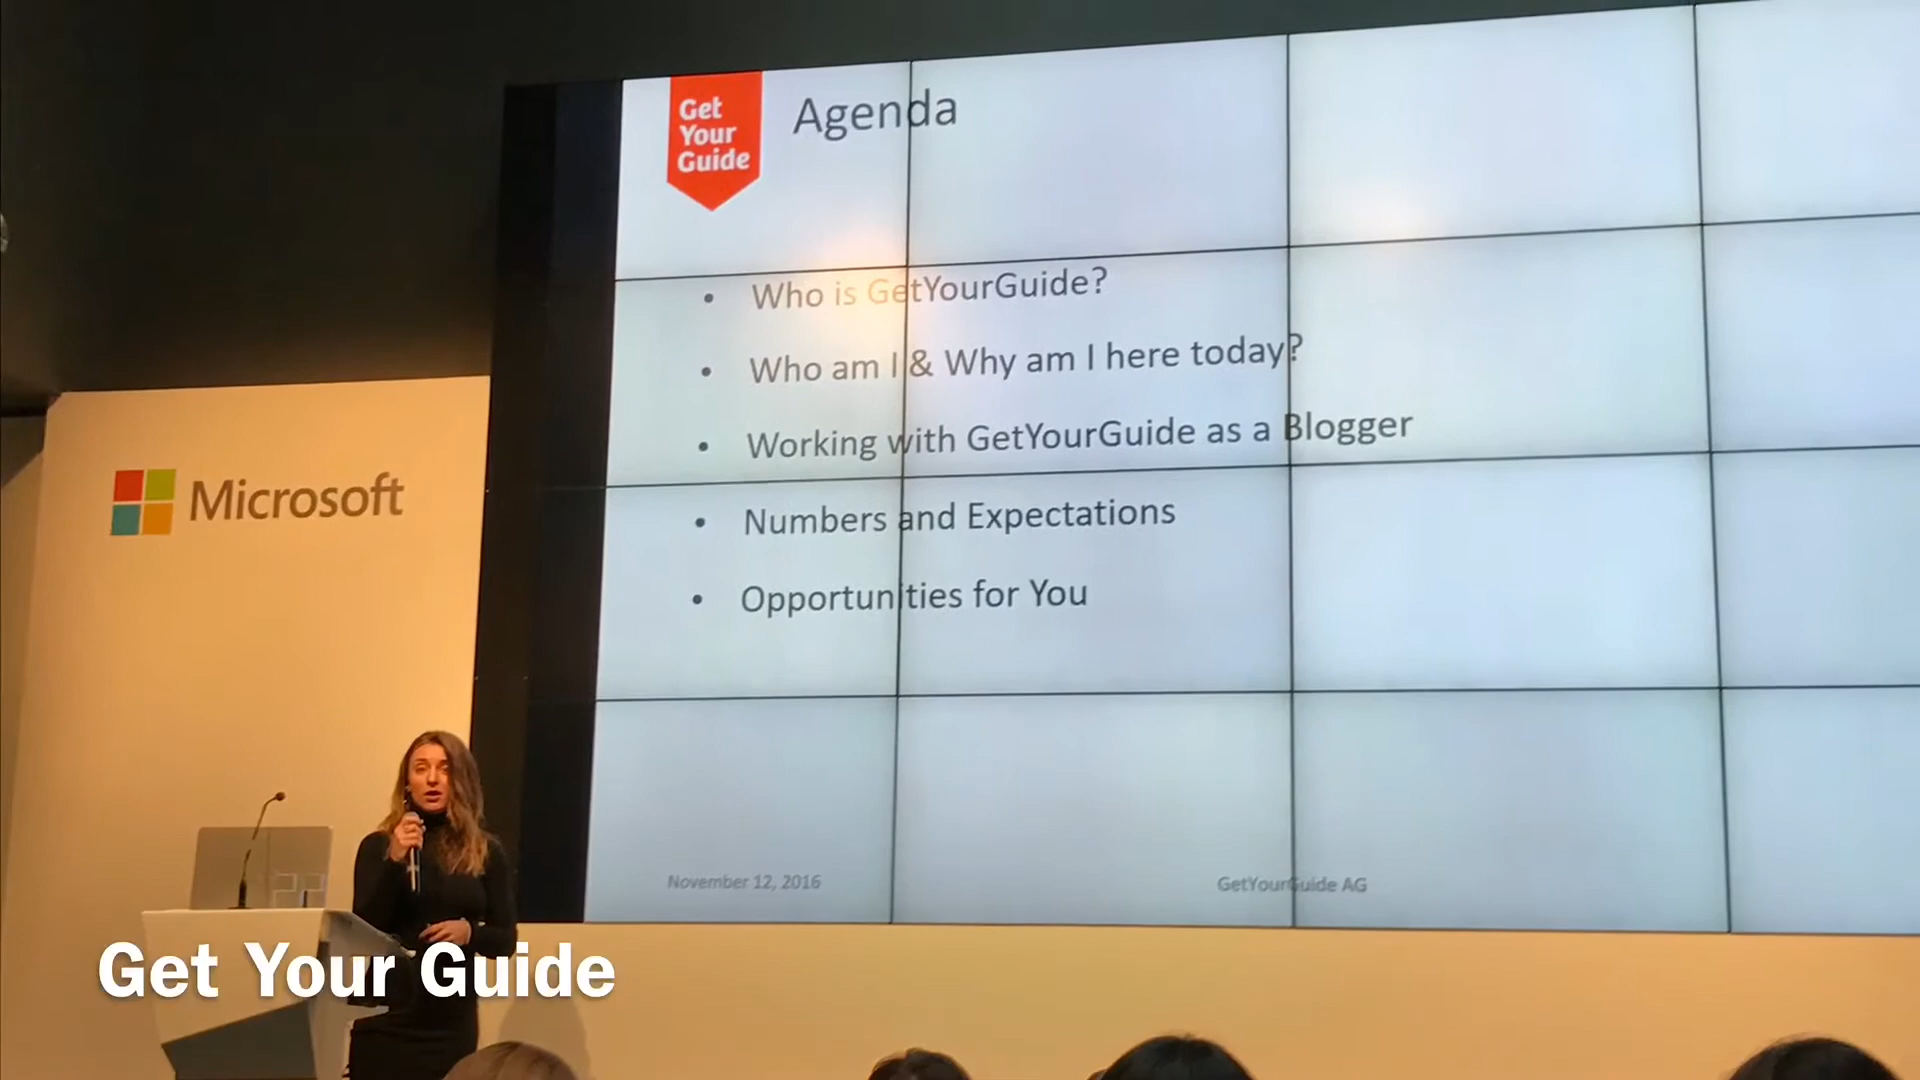 Get
Your
Guide
Agenda
• Who is GetYourGuide?
• Who am I & Why am I here today?
• Working with GetYourGuide as a Blogger
• Numbers and Expectations
• Opportunities for You
November 12, 2016
GetYourGuide AG
Microsoft
Get Your Guide